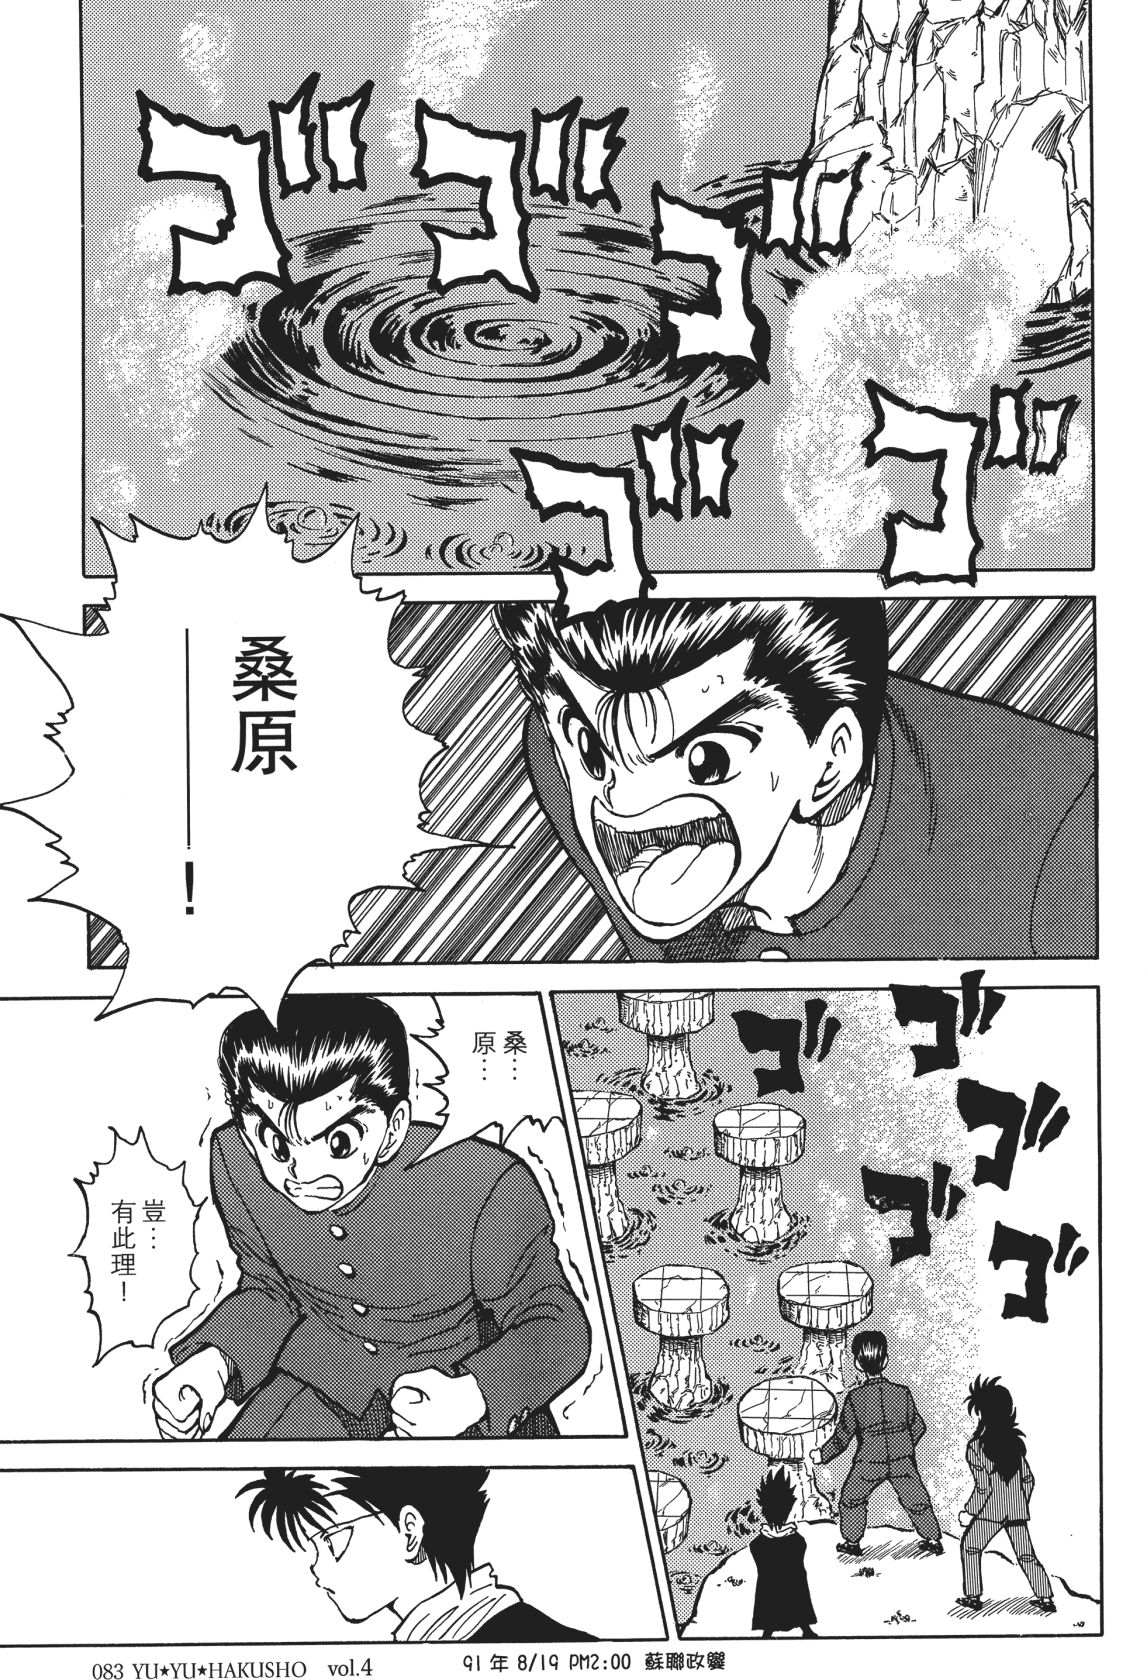 ゴゴゴ
ゴゴ
桑原
——！
ゴゴ
ゴ
ゴ
ゴ
桑…
原…
豈…
有此理！
083 YU★YU★HAKUSHO vol.4
91年 8/19 PM2:00 蘇聯政變